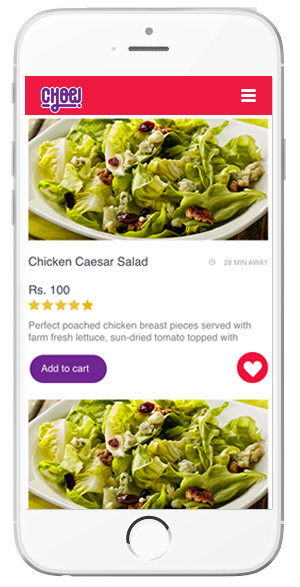 CHOZI
Chicken Caesar Salad
28 MIN AWAY
Rs. 100
Perfect poached chicken breast pieces served with
farm fresh lettuce, sun-dried tomato topped with
Add to cart